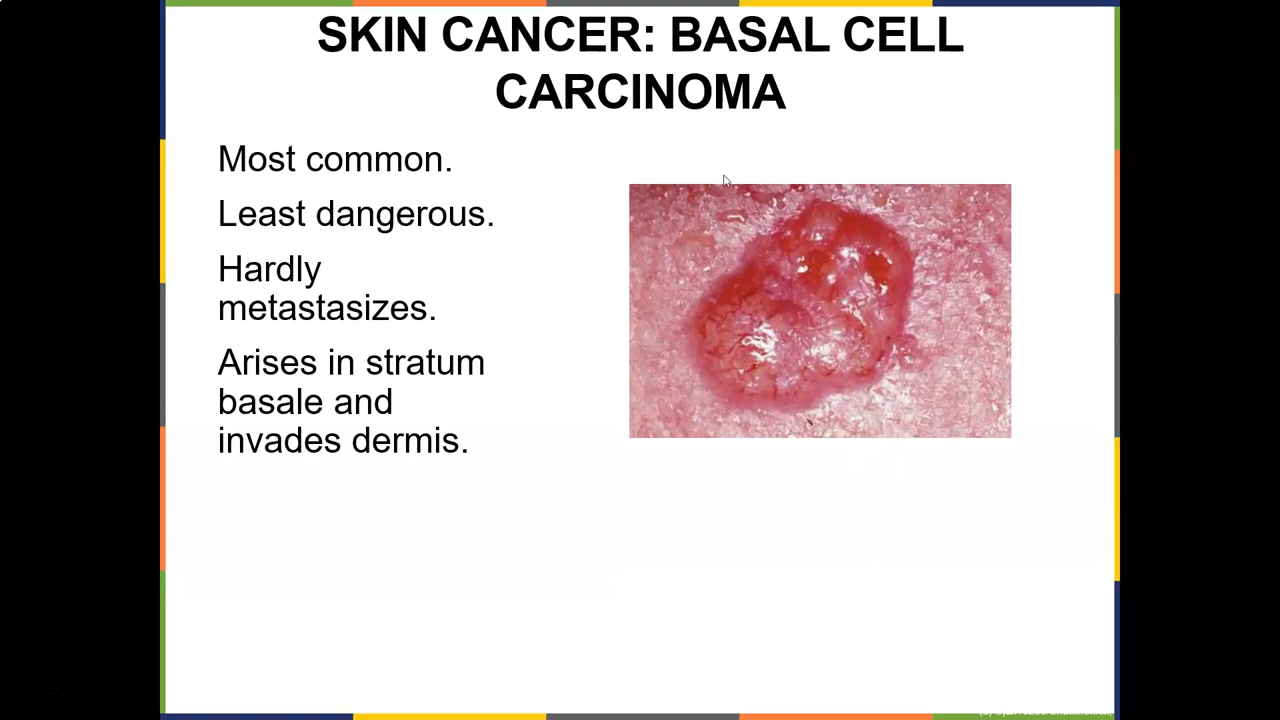 SKIN CANCER: BASAL CELL
CARCINOMA
Most common.
Least dangerous.
Hardly
metastasizes.
Arises in stratum
basale and
invades dermis.